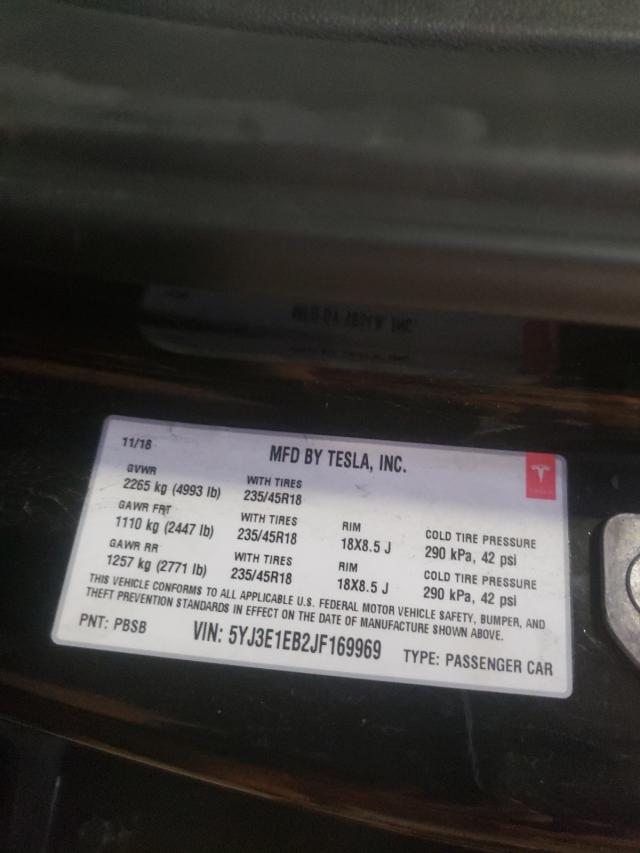 11/18
MFD BY TESLA, INC.
GVWR
2265 kg (4993 lb)
WITH TIRES
235/45R18
GAWR FRT
1110 kg (2447 lb)
WITH TIRES
235/45R18
RIM
18X8.5 J
COLD TIRE PRESSURE
290 kPa, 42 psi
GAWR RR
1257 kg (2771 lb)
WITH TIRES
235/45R18
RIM
18X8.5 J
COLD TIRE PRESSURE
290 kPa, 42 psi
THIS VEHICLE CONFORMS TO ALL APPLICABLE U.S. FEDERAL MOTOR VEHICLE SAFETY, BUMPER, AND
THEFT PREVENTION STANDARDS IN EFFECT ON THE DATE OF MANUFACTURE SHOWN ABOVE.
PNT: PBSB
VIN: 5YJ3E1EB2JF169969
TYPE: PASSENGER CAR